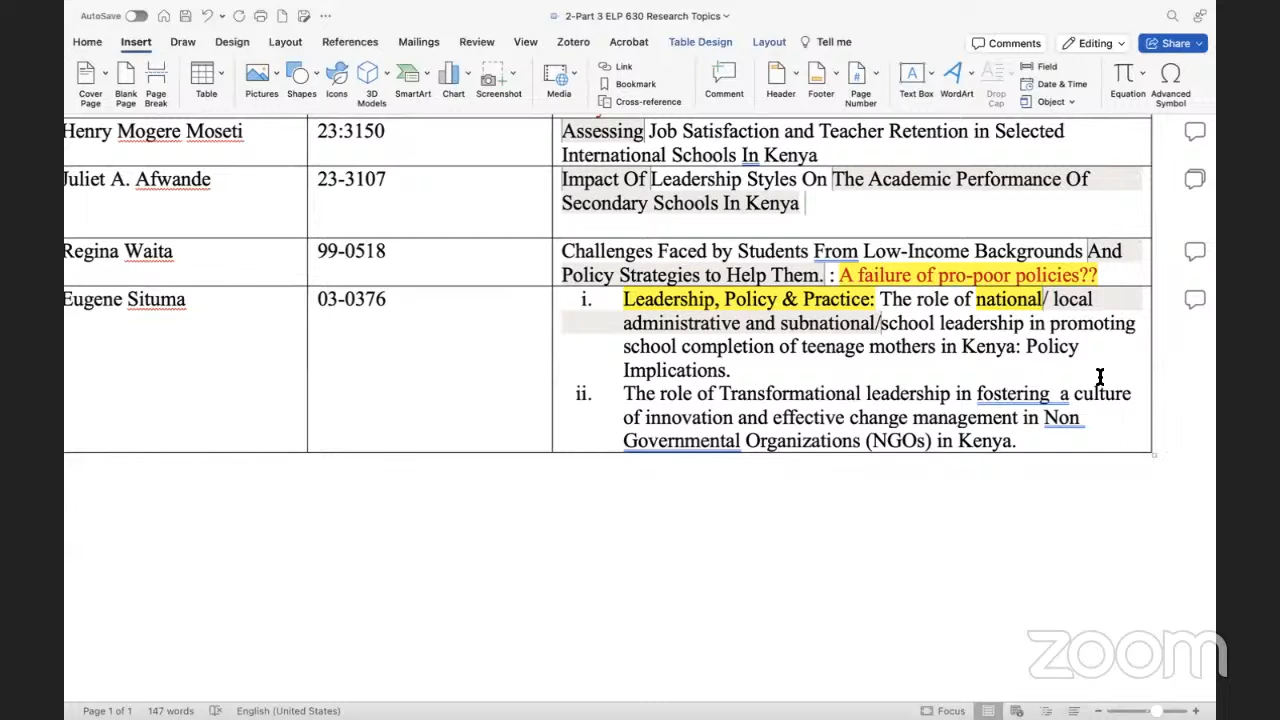 AutoSave 2-Part 3 ELP 630 Research Topics
Home Insert Draw Design Layout References Mailings Review View Zotero Acrobat Table Design Layout Tell me Comments Editing Share
Cover Page Blank Page Page Break Table Pictures Shapes Icons 3D Models SmartArt Chart Screenshot Media Link Bookmark Cross-reference Comment Header Footer Page Number Text Box WordArt Drop Cap Field Date & Time Object Equation Advanced Symbol
Henry Mogere Moseti 23:3150 Assessing Job Satisfaction and Teacher Retention in Selected
International Schools In Kenya
Juliet A. Afwande 23-3107 Impact Of Leadership Styles On The Academic Performance Of
Secondary Schools In Kenya
Regina Waita 99-0518 Challenges Faced by Students From Low-Income Backgrounds And
Policy Strategies to Help Them. : A failure of pro-poor policies??
Eugene Situma 03-0376 i. Leadership, Policy & Practice: The role of national/ local
administrative and subnational/school leadership in promoting
school completion of teenage mothers in Kenya: Policy
Implications.
ii. The role of Transformational leadership in fostering a culture
of innovation and effective change management in Non
Governmental Organizations (NGOs) in Kenya.
zoom
Page 1 of 1 147 words English (United States) Focus